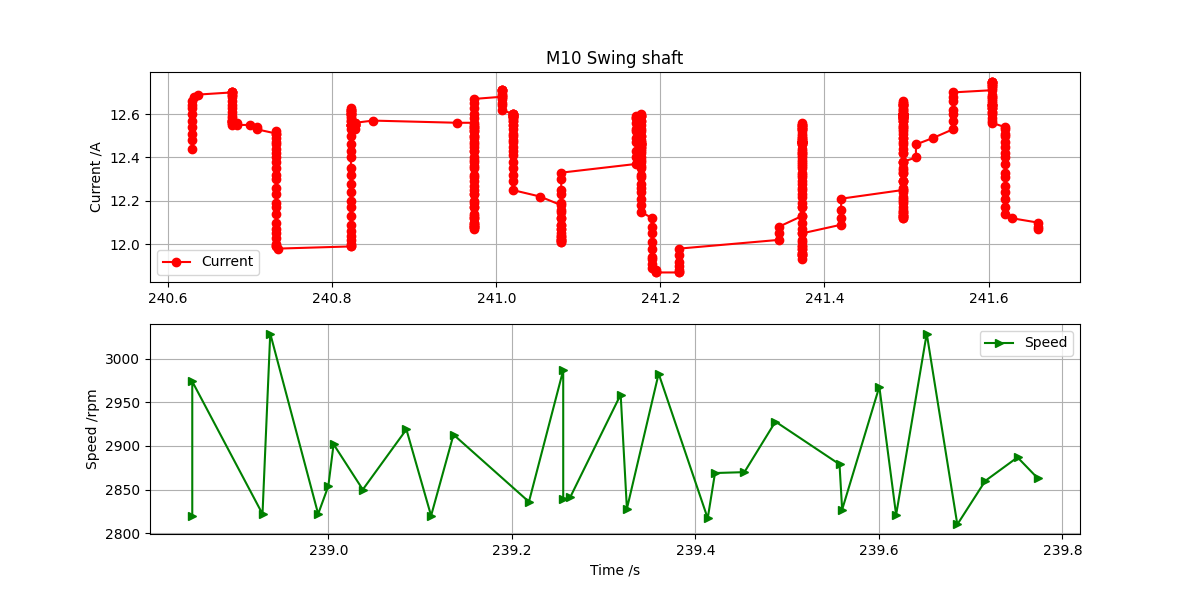 M10 Swing shaft
Current /A
12.6
12.4
12.2
12.0
Current
240.6 240.8 241.0 241.2 241.4 241.6
Speed /rpm
3000
2950
2900
2850
2800
Speed
239.0 239.2 239.4 239.6 239.8
Time /s